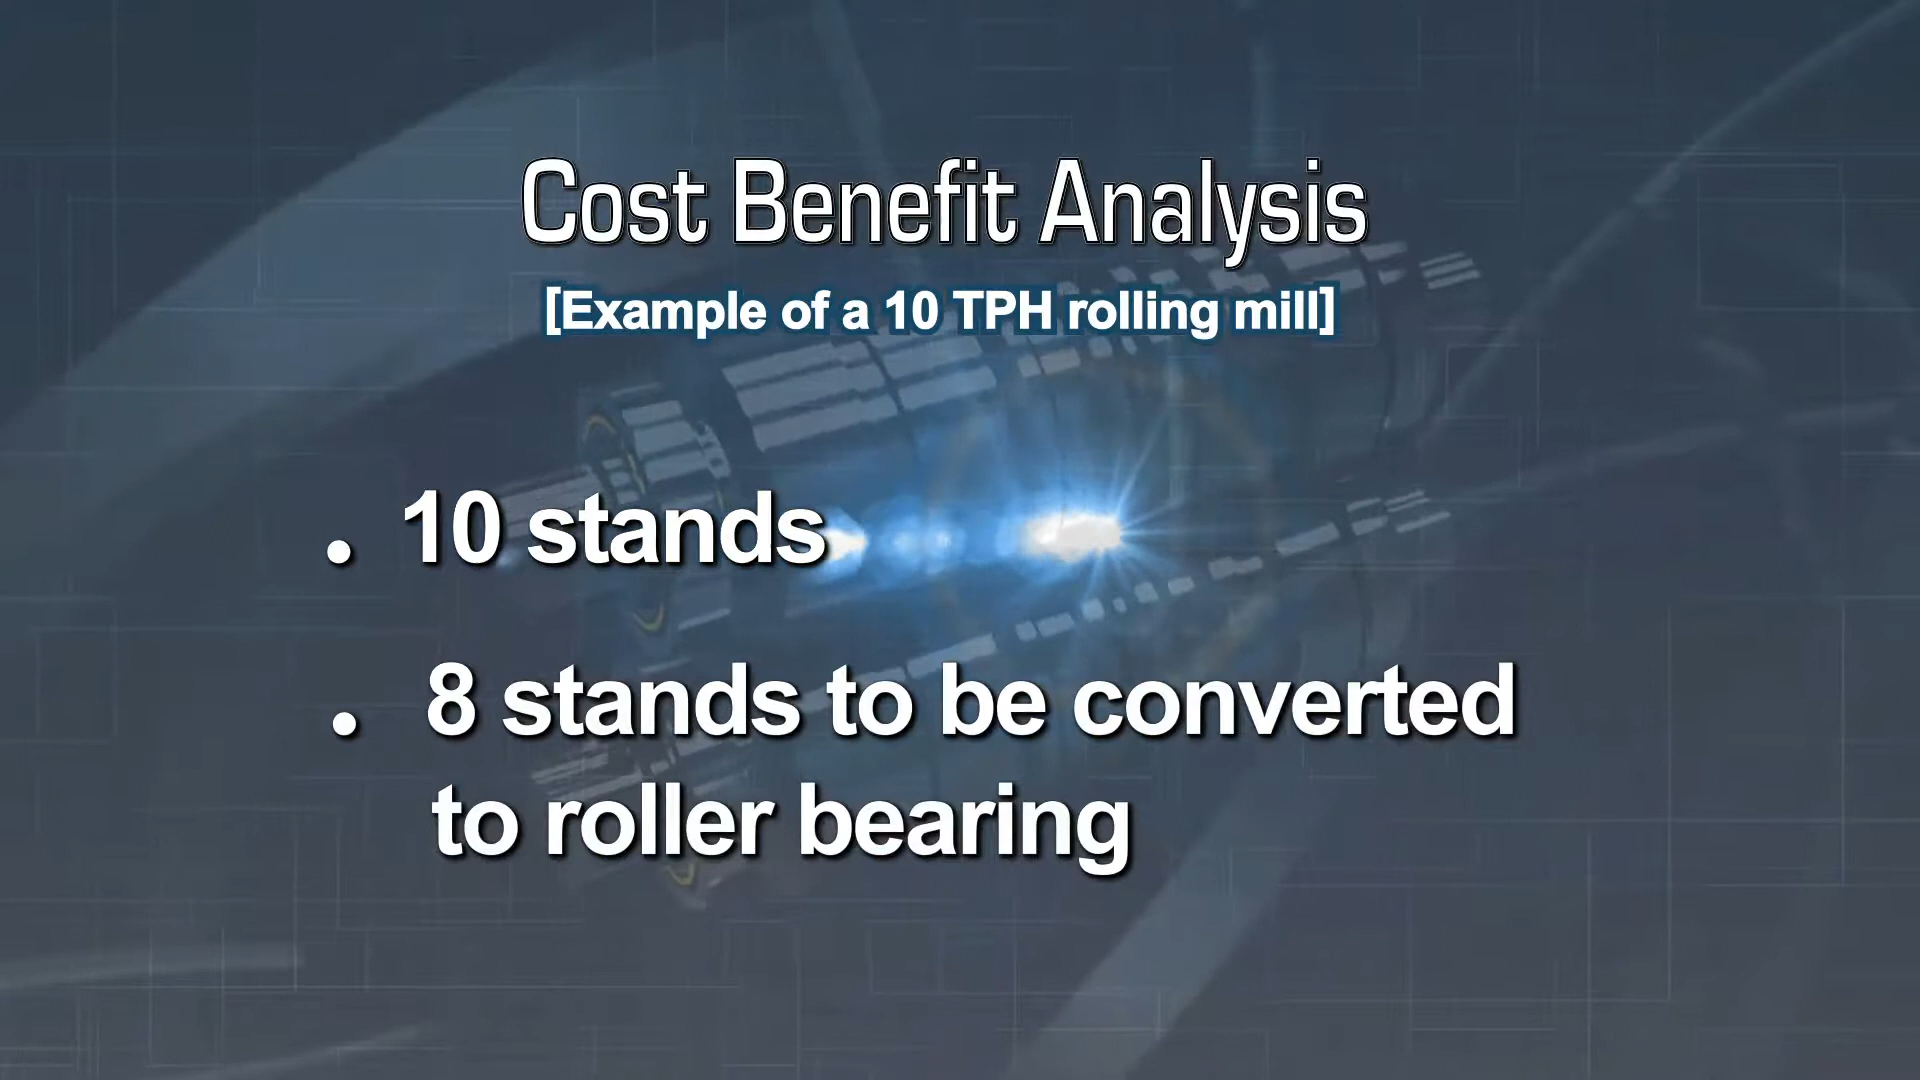 Cost Benefit Analysis
[Example of a 10 TPH rolling mill]
. 10 stands
. 8 stands to be converted
to roller bearing